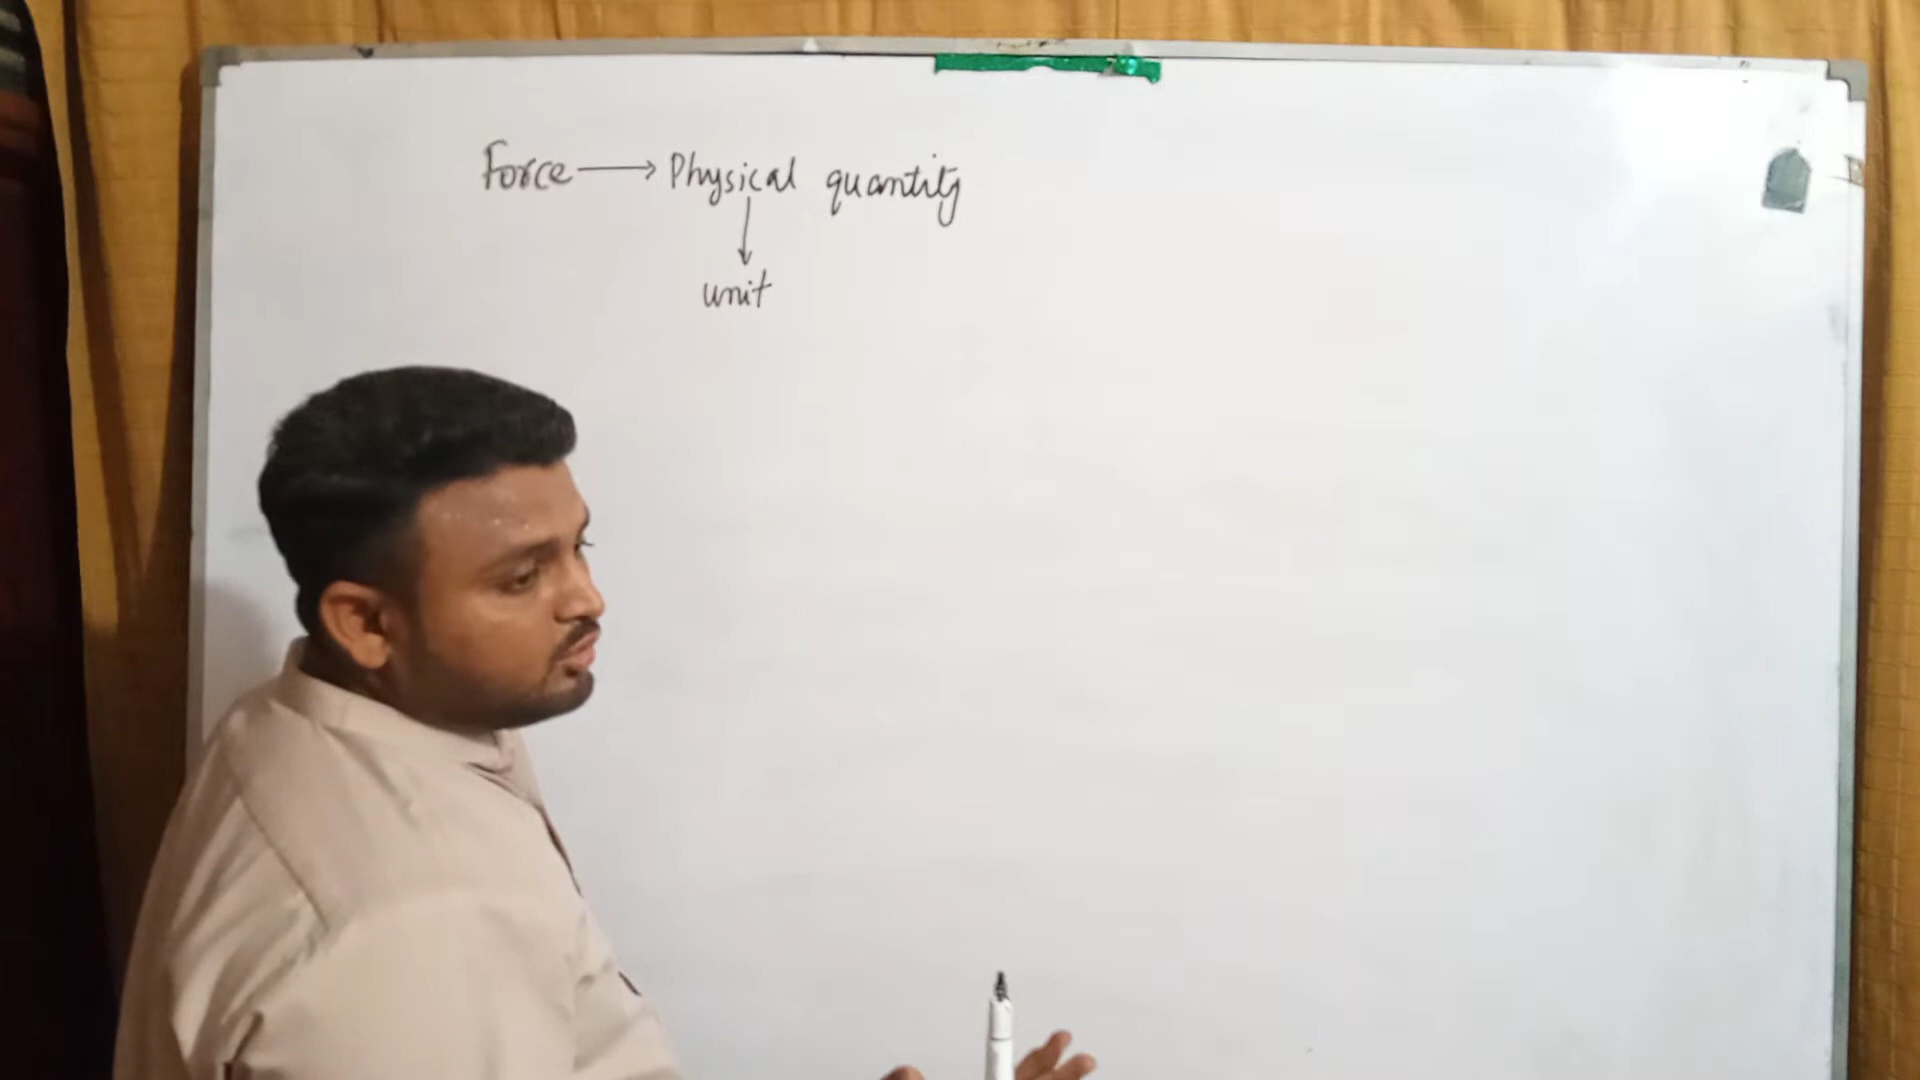 Force → Physical quantity
↓
unit